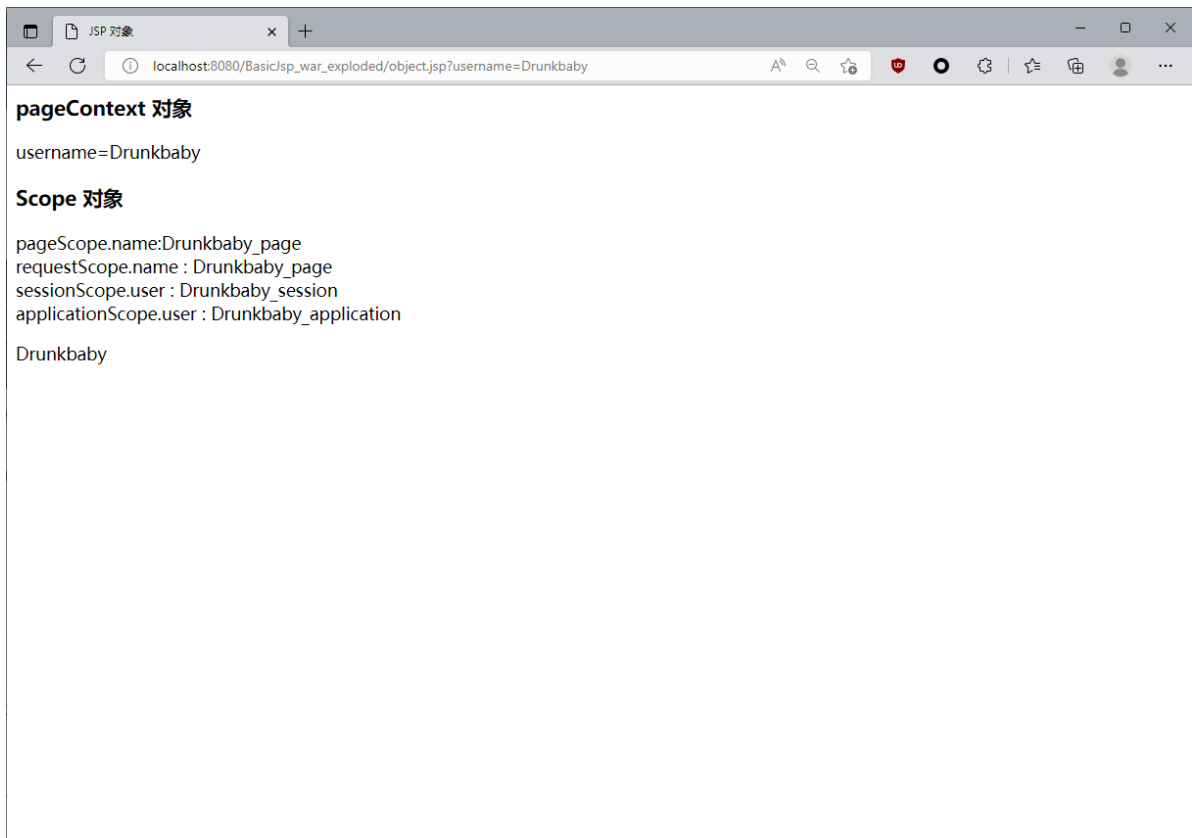 JSP 对象
localhost:8080/BasicJsp_war_exploded/object.jsp?username=Drunkbaby
pageContext 对象
username=Drunkbaby
Scope 对象
pageScope.name:Drunkbaby_page
requestScope.name : Drunkbaby_page
sessionScope.user : Drunkbaby_session
applicationScope.user : Drunkbaby_application
Drunkbaby